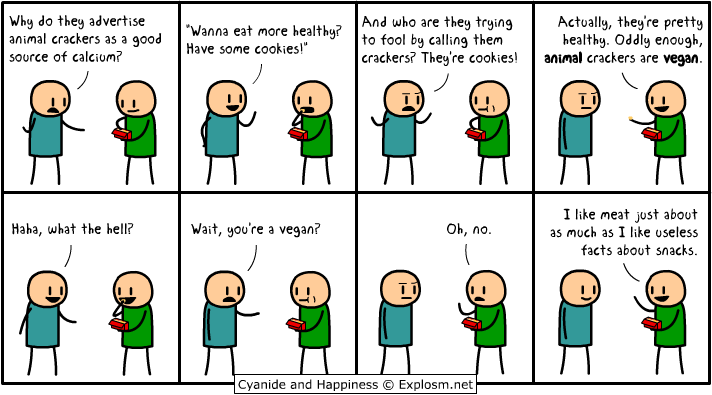 Why do they advertise
animal crackers as a good
source of calcium?
"Wanna eat more healthy?
Have some cookies!"
And who are they trying
to fool by calling them
crackers? They're cookies!
Actually, they're pretty
healthy. Oddly enough,
animal crackers are vegan.
Haha, what the hell?
Wait, you're a vegan?
Oh, no.
I like meat just about
as much as I like useless
facts about snacks.
Cyanide and Happiness © Explosm.net